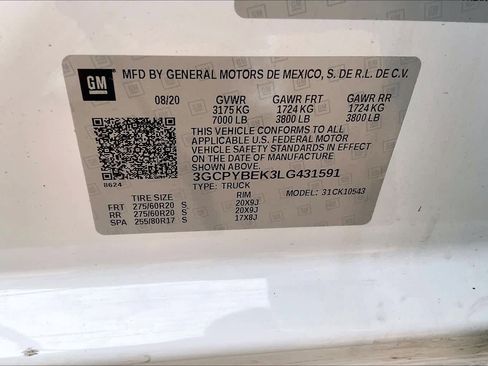 GM
MFD BY GENERAL MOTORS DE MEXICO, S. DE R.L. DE C.V.
08/20 GVWR GAWR FRT GAWR RR
3175 KG 1724 KG 1724 KG
7000 LB 3800 LB 3800 LB
THIS VEHICLE CONFORMS TO ALL
APPLICABLE U.S. FEDERAL MOTOR
VEHICLE SAFETY STANDARDS IN EFFECT
ON THE DATE OF MANUFACTURE
SHOWN ABOVE.
3GCPYBEK3LG431591
8624 TYPE: TRUCK MODEL: 31CK10543
TIRE SIZE RIM
FRT 275/60R20 S 20X9J
RR 275/60R20 S 20X9J
SPA 255/80R17 S 17X8J